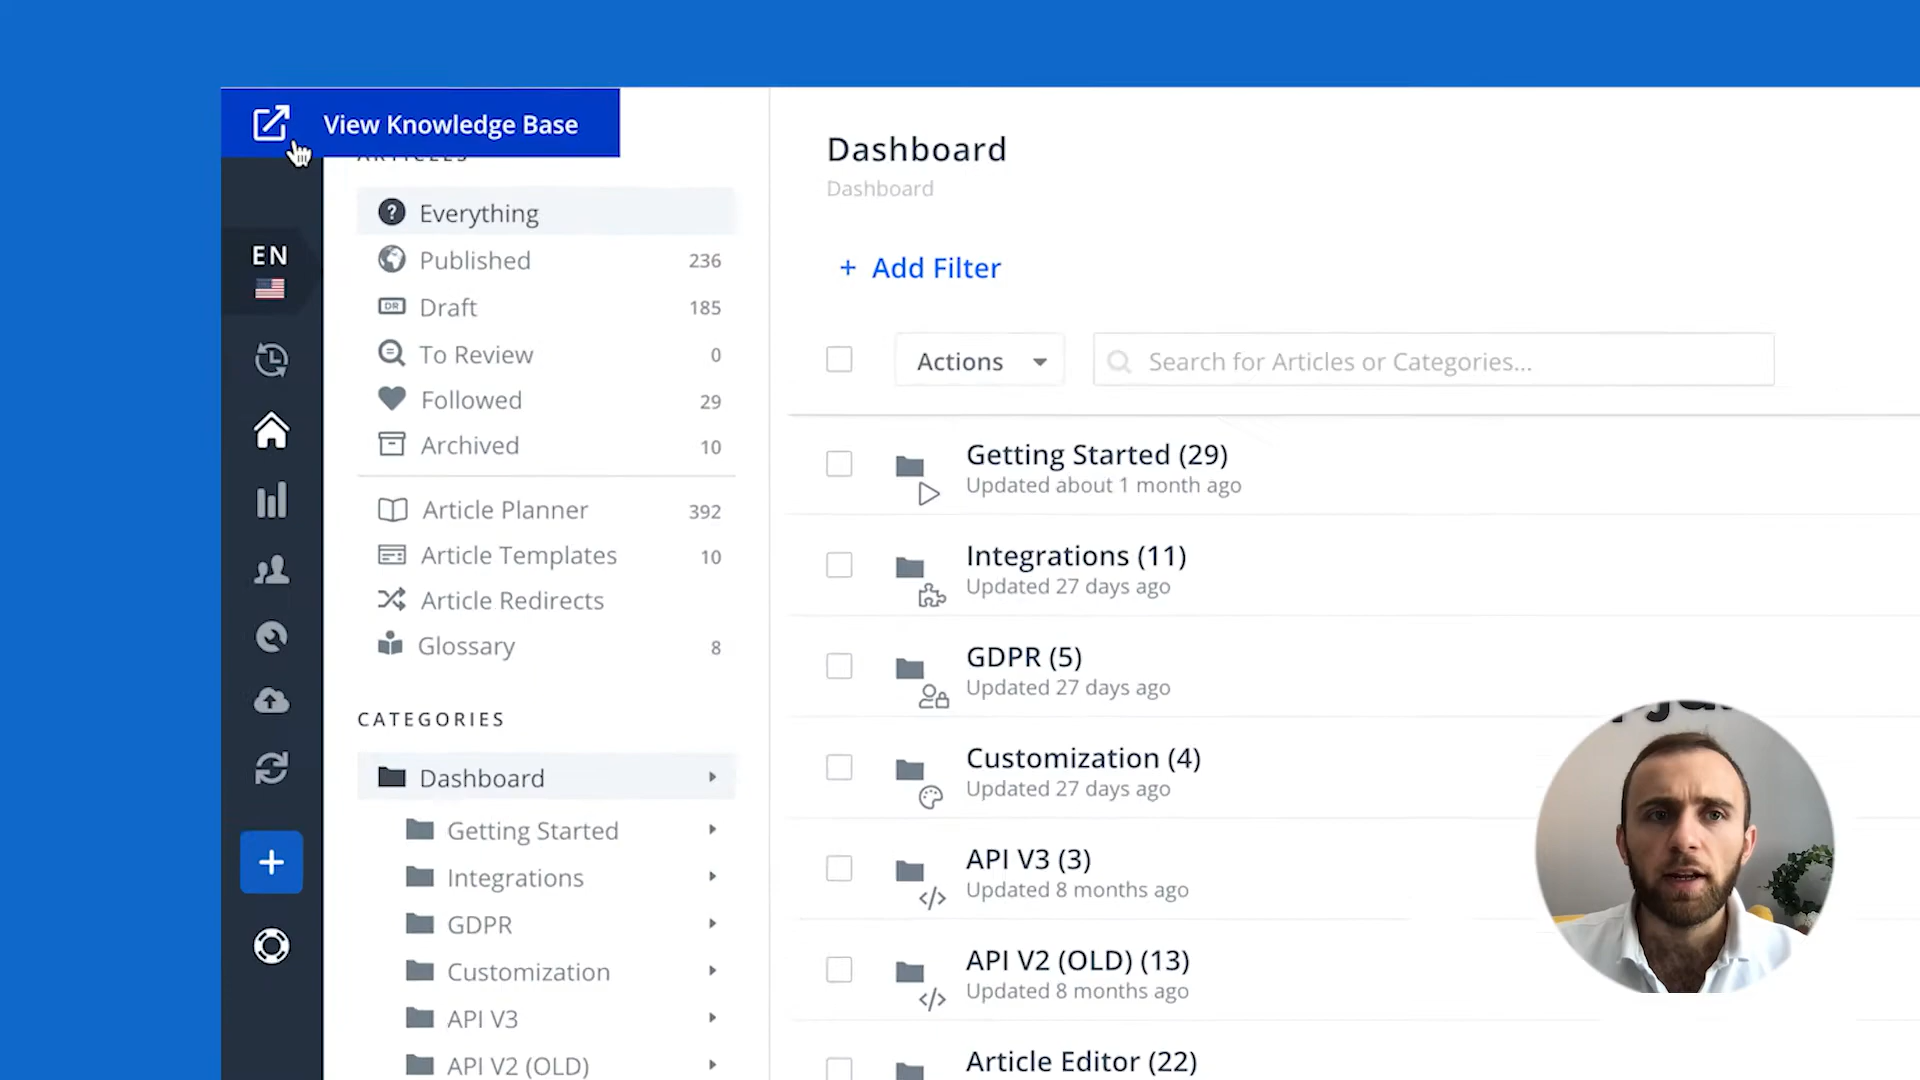 View Knowledge Base
ARTICLES
EN
Everything
Published 236
DR Draft 185
To Review 0
Followed 29
Archived 10
Article Planner 392
Article Templates 10
Article Redirects
Glossary 8
CATEGORIES
Dashboard
Getting Started
Integrations
GDPR
Customization
API V3
API V2 (OLD)
Dashboard
Dashboard
+ Add Filter
Actions
Search for Articles or Categories...
Getting Started (29)
Updated about 1 month ago
Integrations (11)
Updated 27 days ago
GDPR (5)
Updated 27 days ago
Customization (4)
Updated 27 days ago
API V3 (3)
Updated 8 months ago
API V2 (OLD) (13)
Updated 8 months ago
Article Editor (22)